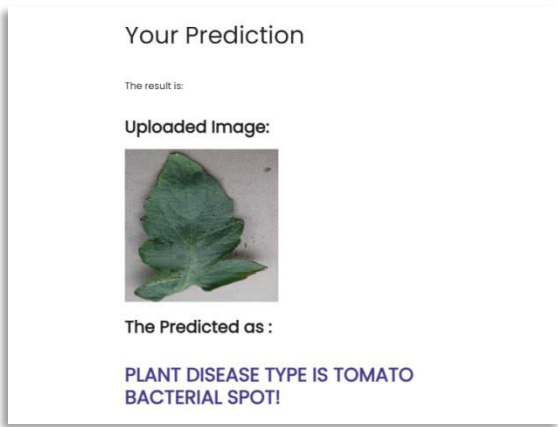 Your Prediction
The result is:
Uploaded Image:
The Predicted as :
PLANT DISEASE TYPE IS TOMATO
BACTERIAL SPOT!